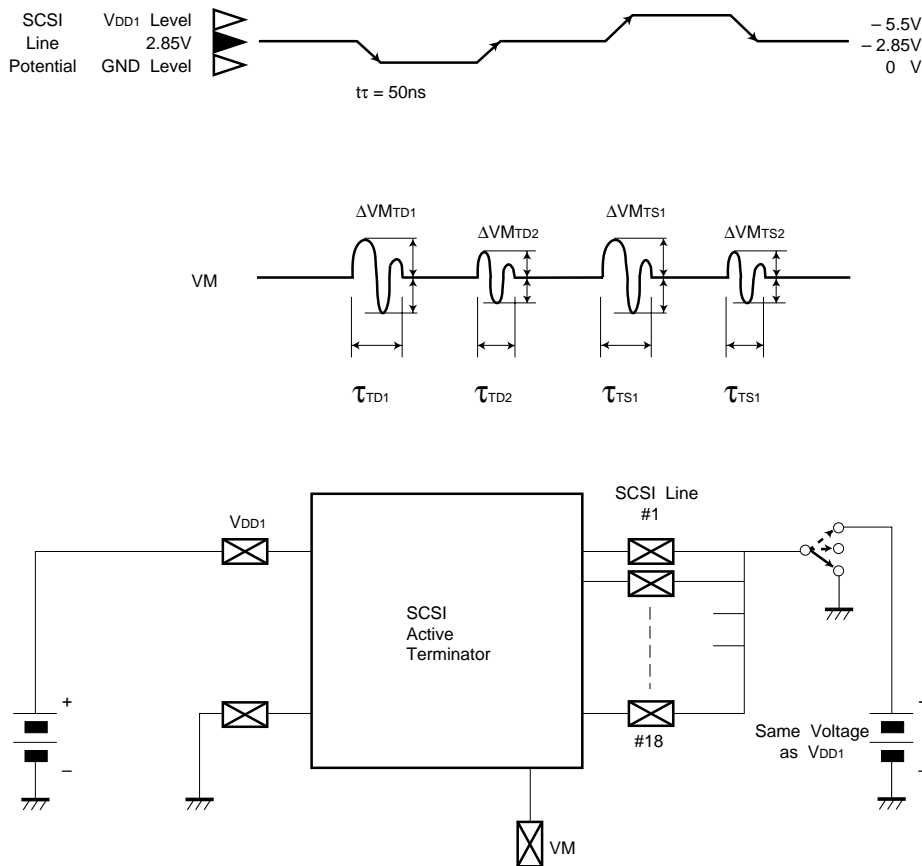 SCSI VDD1 Level
– 5.5V
Line 2.85V
– 2.85V
Potential GND Level
0 V
tτ = 50ns
ΔVMTD1
ΔVMTD2
ΔVMTS1
ΔVMTS2
VM
τTD1
τTD2
τTS1
τTS1
SCSI Line
#1
VDD1
SCSI
Active
Terminator
+
–
#18
Same Voltage
as VDD1
+
–
VM